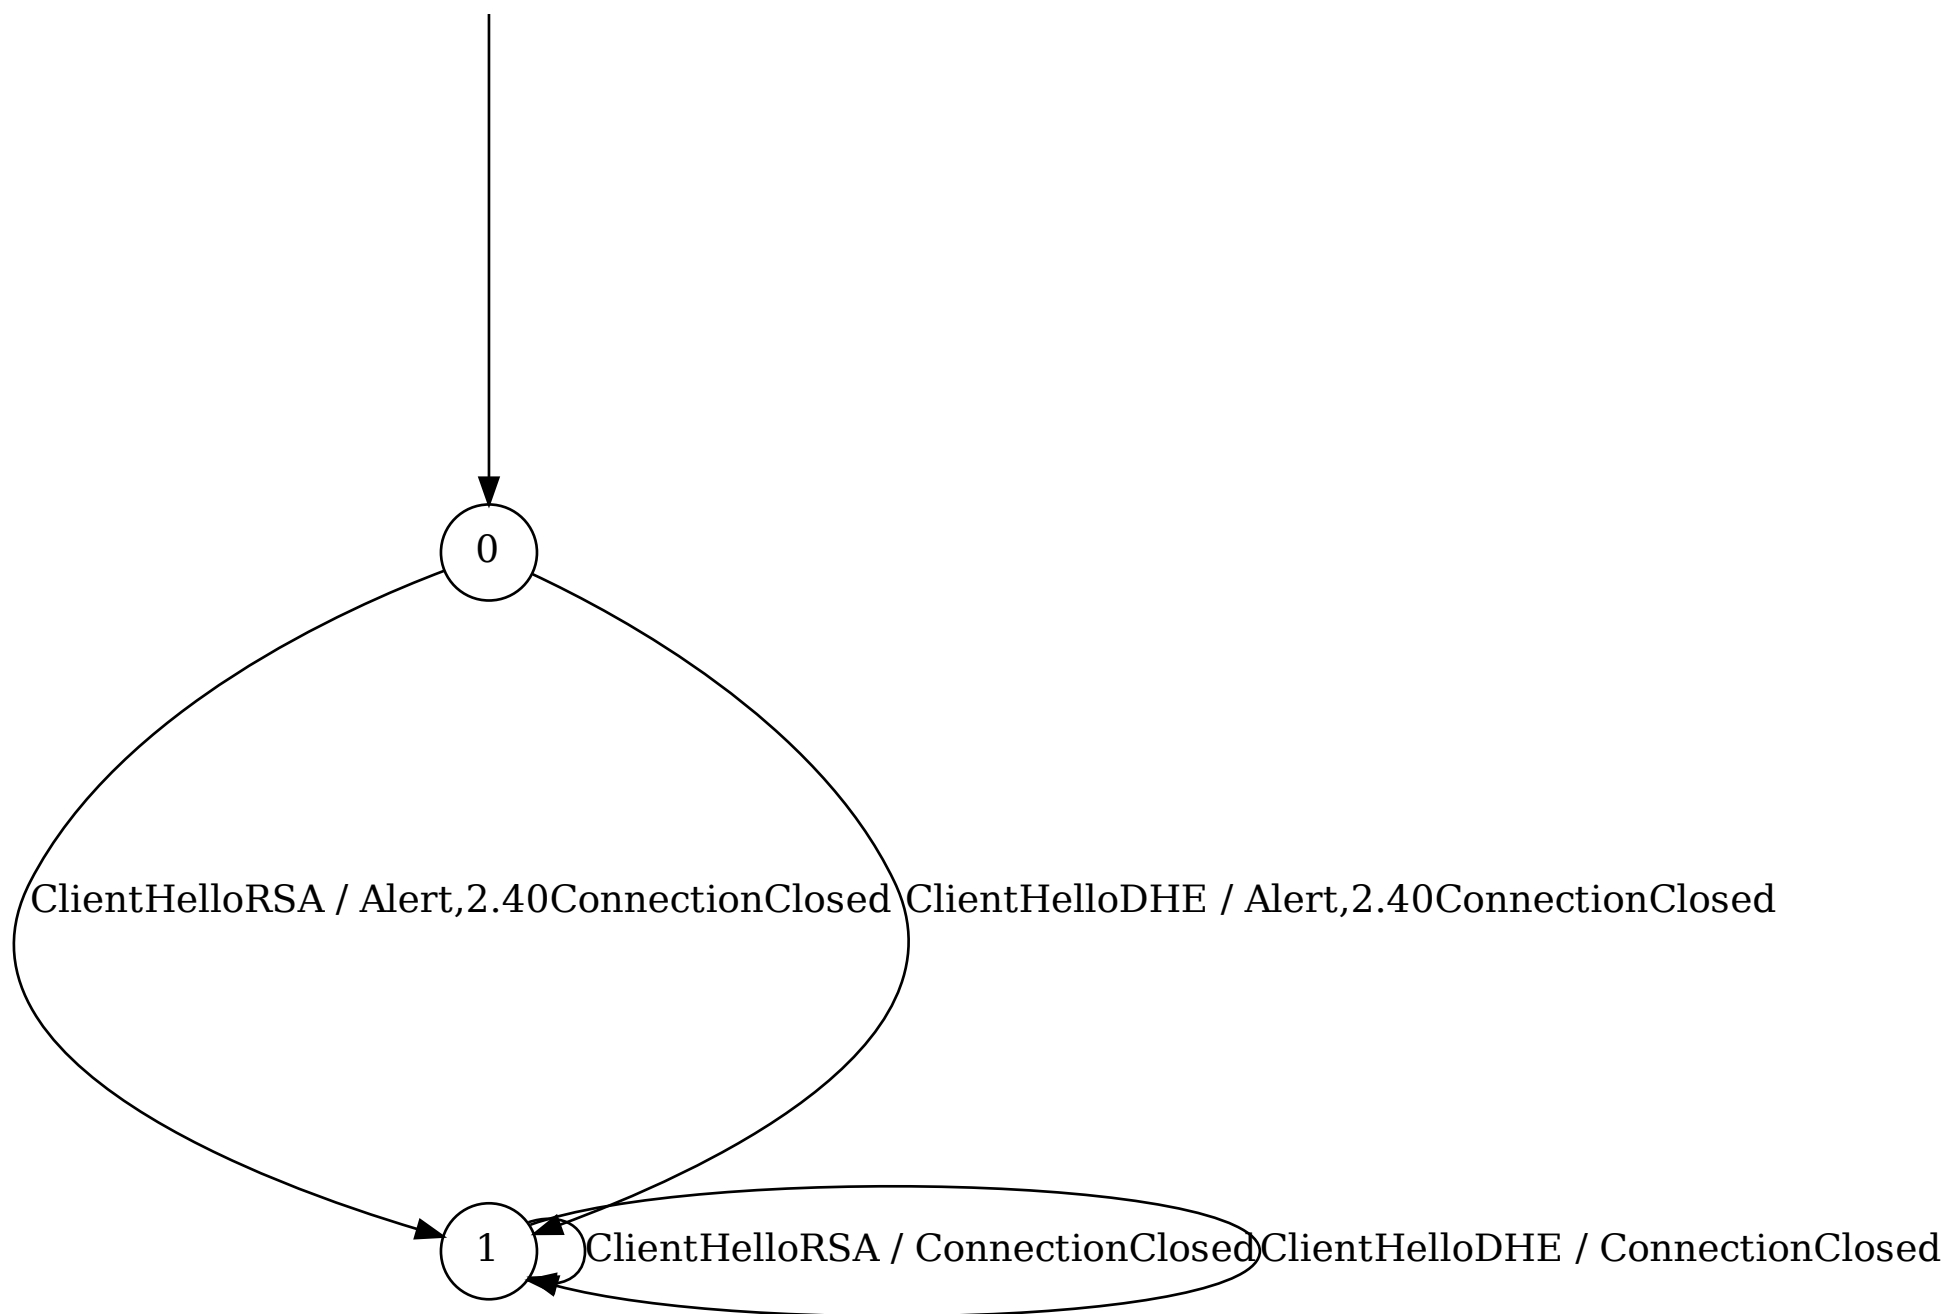 0
ClientHelloRSA / Alert,2.40ConnectionClosed
ClientHelloDHE / Alert,2.40ConnectionClosed
1
ClientHelloRSA / ConnectionClosed
ClientHelloDHE / ConnectionClosed